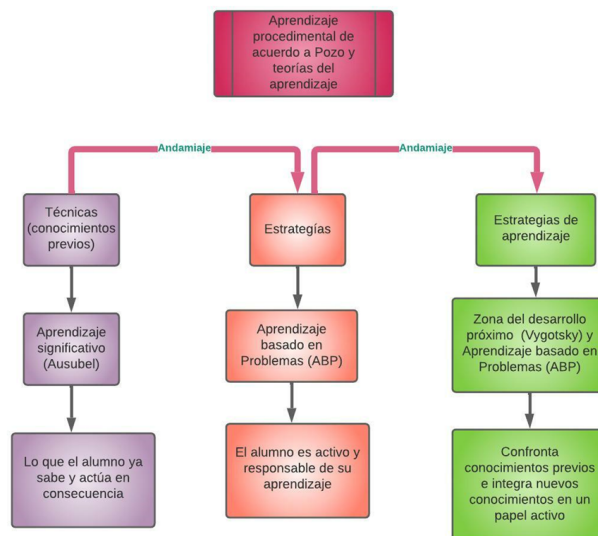 Aprendizaje
procedimental de
acuerdo a Pozo y
teorías del
aprendizaje
Andamiaje
Andamiaje
Técnicas
(conocimientos
previos)
Estrategías
Estrategias de
aprendizaje
Aprendizaje
significativo
(Ausubel)
Aprendizaje
basado en
Problemas (ABP)
Zona del desarrollo
próximo (Vygotsky) y
Aprendizaje basado en
Problemas (ABP)
Lo que el alumno ya
sabe y actúa en
consecuencia
El alumno es activo y
responsable de su
aprendizaje
Confronta
conocimientos previos
e integra nuevos
conocimientos en un
papel activo